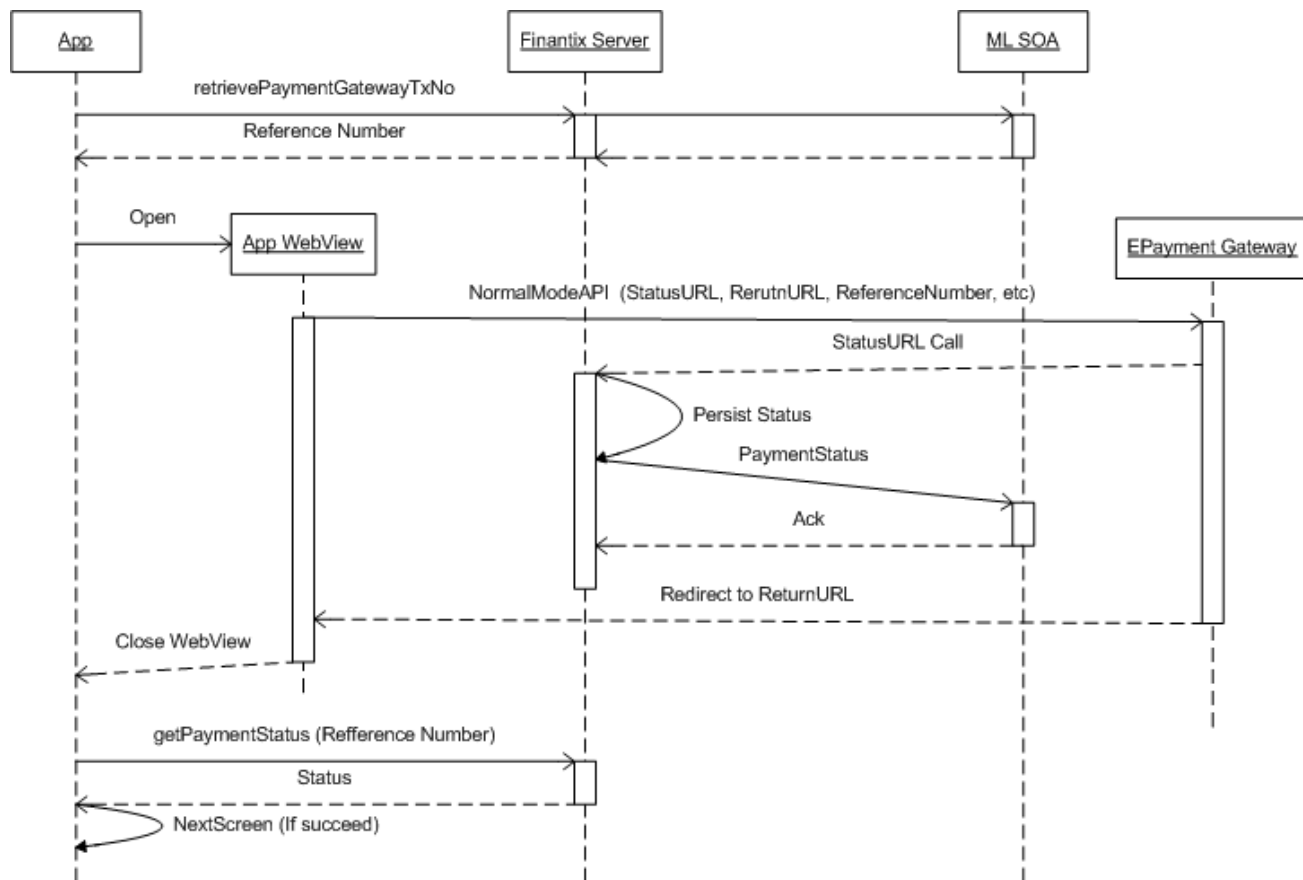 App
Finantix Server
ML SOA
retrievePaymentGatewayTxNo
Reference Number
Open
App WebView
EPayment Gateway
NormalModeAPI (StatusURL, RerutnURL, ReferenceNumber, etc)
StatusURL Call
Persist Status
PaymentStatus
Ack
Redirect to ReturnURL
Close WebView
getPaymentStatus (Refference Number)
Status
NextScreen (If succeed)